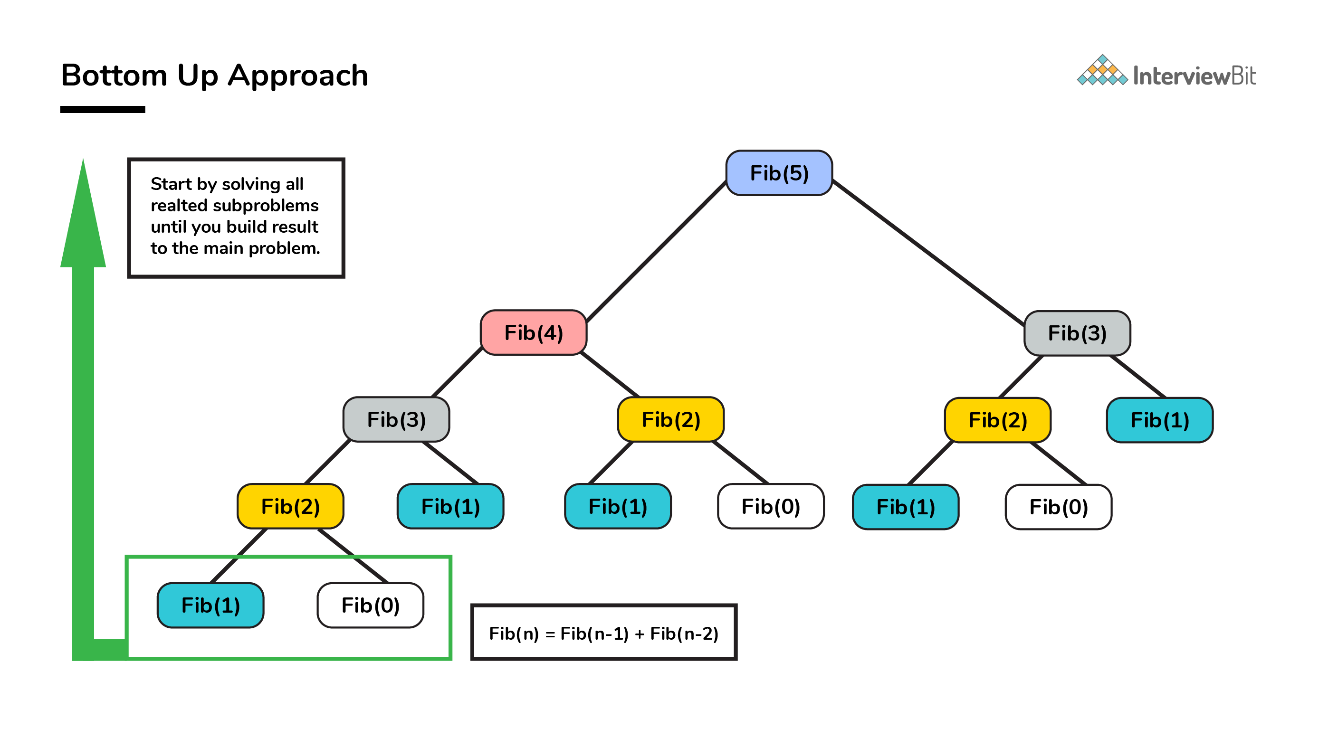 Bottom Up Approach
InterviewBit
Start by solving all
realted subproblems
until you build result
to the main problem.
Fib(5)
Fib(4)
Fib(3)
Fib(3)
Fib(2)
Fib(2)
Fib(1)
Fib(2)
Fib(1)
Fib(1)
Fib(0)
Fib(1)
Fib(0)
Fib(1)
Fib(0)
Fib(n) = Fib(n-1) + Fib(n-2)